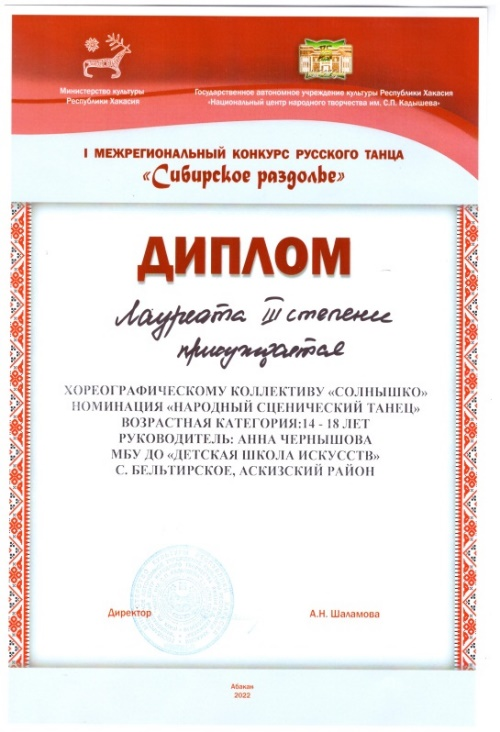 Министерство культуры
Республики Хакасия
Государственное автономное учреждение культуры Республики Хакасия
«Национальный центр народного творчества им. С.П. Кадышева»
I МЕЖРЕГИОНАЛЬНЫЙ КОНКУРС РУССКОГО ТАНЦА
«Сибирское раздолье»
ДИПЛОМ
Лауреата III степени
присуждается
ХОРЕОГРАФИЧЕСКОМУ КОЛЛЕКТИВУ «СОЛНЫШКО»
НОМИНАЦИЯ «НАРОДНЫЙ СЦЕНИЧЕСКИЙ ТАНЕЦ»
ВОЗРАСТНАЯ КАТЕГОРИЯ:14 - 18 ЛЕТ
РУКОВОДИТЕЛЬ: АННА ЧЕРНЫШОВА
МБУ ДО «ДЕТСКАЯ ШКОЛА ИСКУССТВ»
С. БЕЛЬТИРСКОЕ, АСКИЗСКИЙ РАЙОН
Директор
А.Н. Шаламова
Абакан
2022